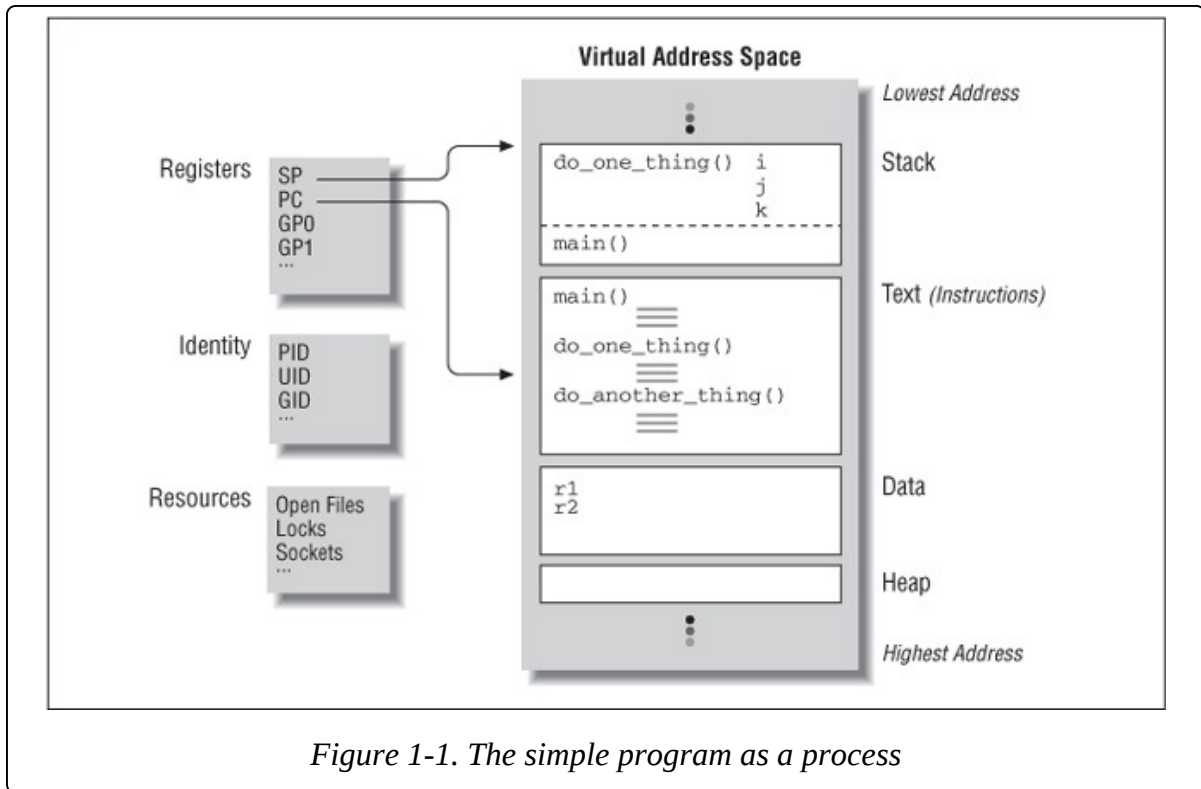 Virtual Address Space
Lowest Address
Registers
SP
PC
GP0
GP1
...
do_one_thing() i
j
k
main()
Stack
Identity
PID
UID
GID
...
main()
do_one_thing()
do_another_thing()
Text (Instructions)
Resources
Open Files
Locks
Sockets
...
r1
r2
Data
Heap
Highest Address
Figure 1-1. The simple program as a process